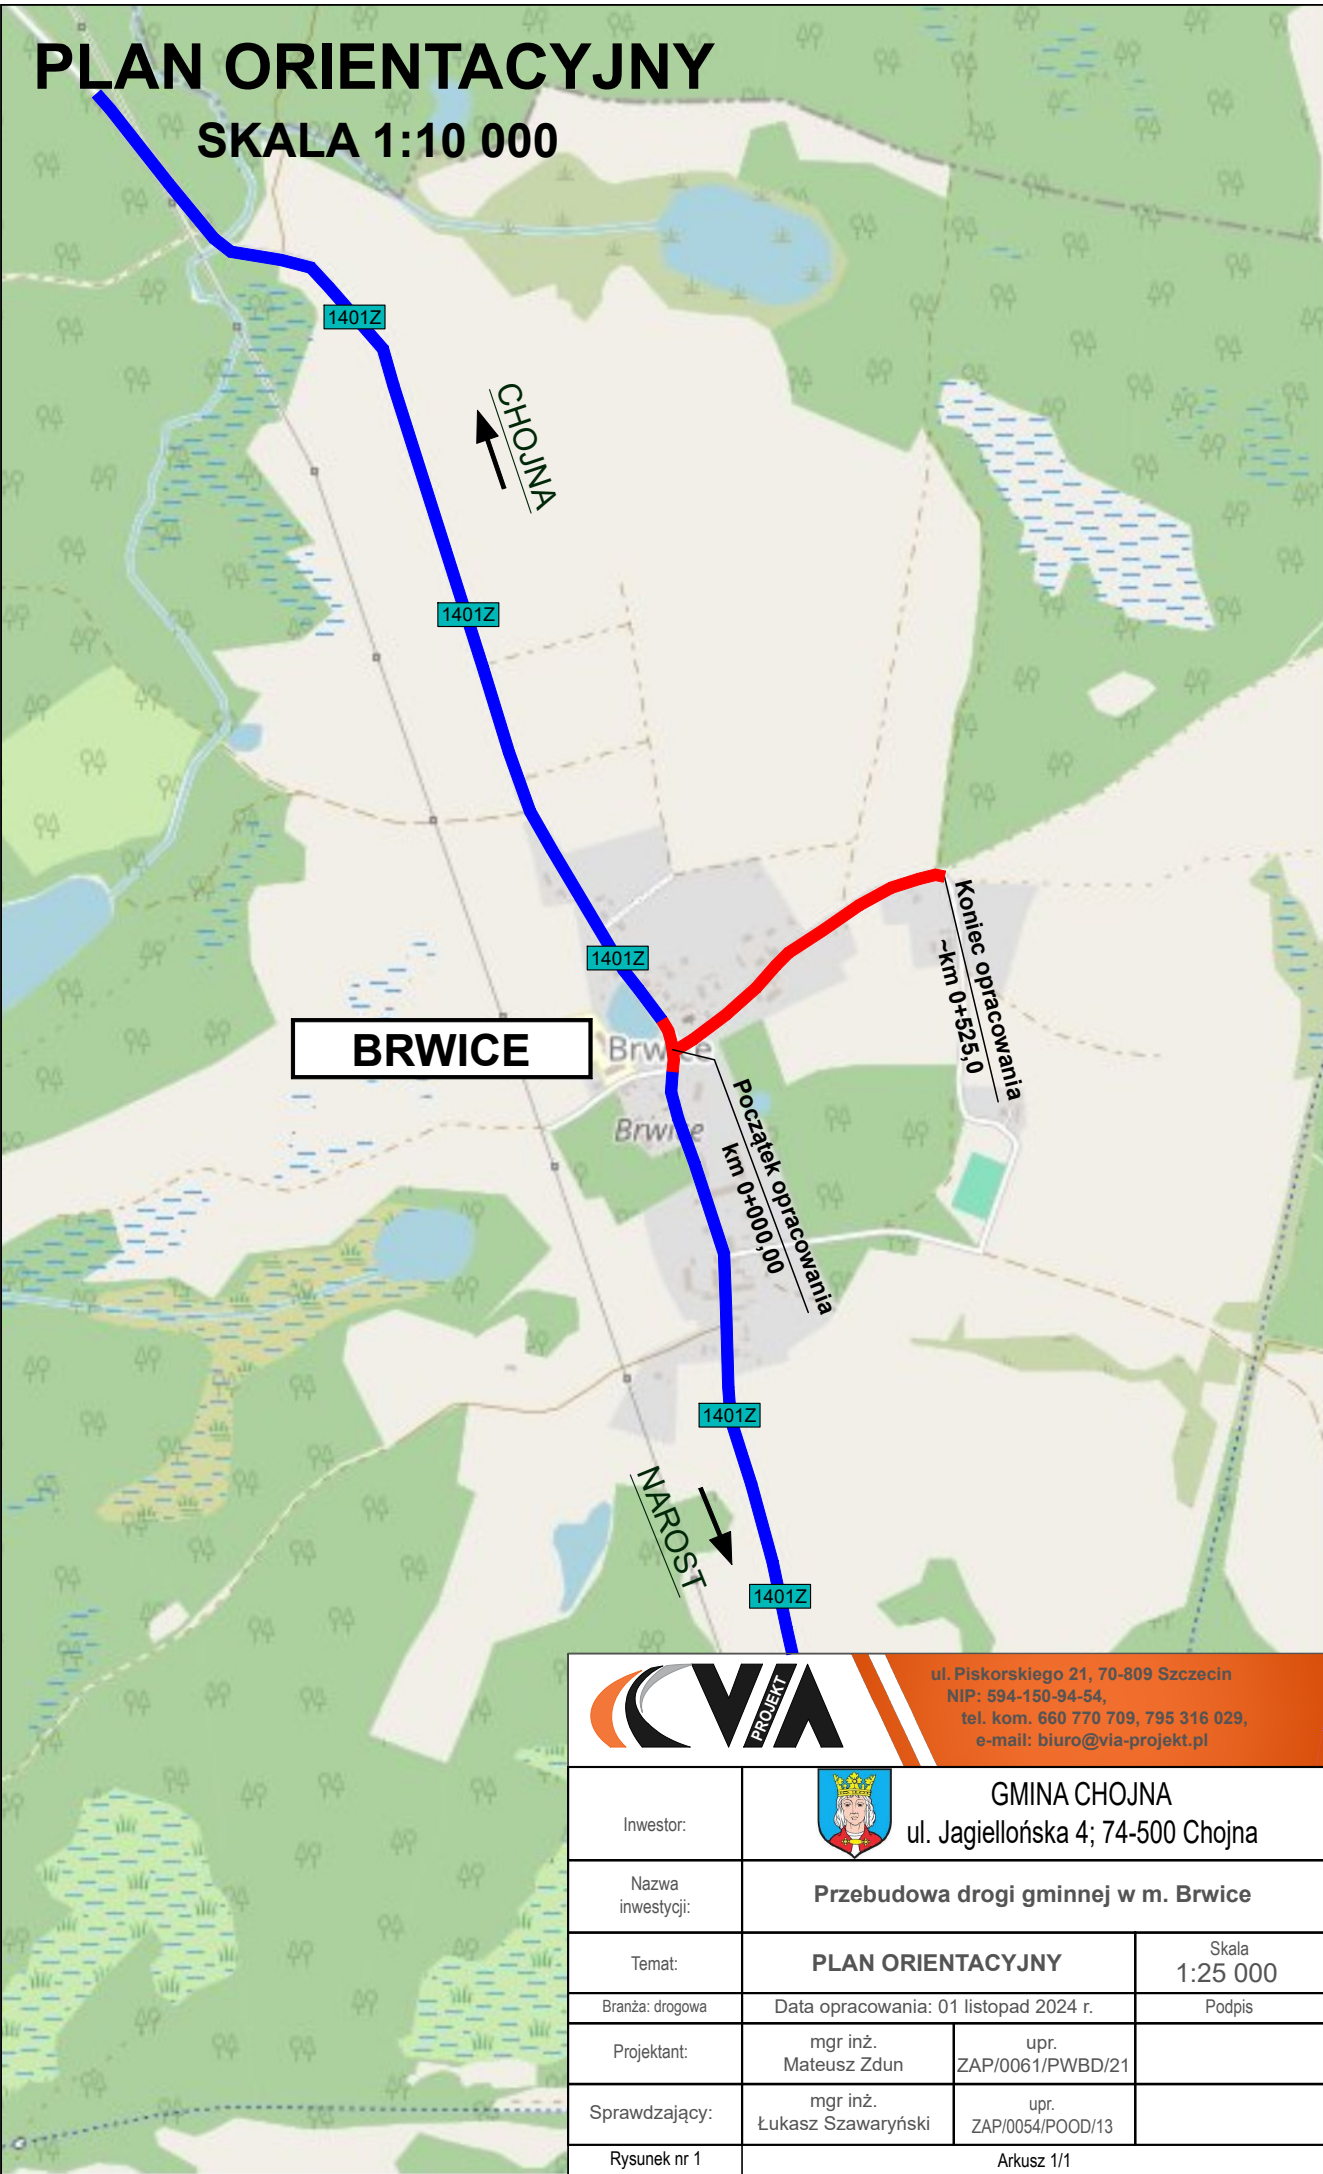 PLAN ORIENTACYJNY
SKALA 1:10 000
1401Z
CHOJNA
1401Z
1401Z
Koniec opracowania
~km 0+525,0
BRWICE
Brwice
Brwice
Początek opracowania
km 0+000,00
1401Z
NAROST
1401Z
VIA
PROJEKT
ul. Piskorskiego 21, 70-809 Szczecin
NIP: 594-150-94-54,
tel. kom. 660 770 709, 795 316 029,
e-mail: biuro@via-projekt.pl
Inwestor:
GMINA CHOJNA
ul. Jagiellońska 4; 74-500 Chojna
Nazwa
inwestycji:
Przebudowa drogi gminnej w m. Brwice
Temat:
PLAN ORIENTACYJNY
Skala
1:25 000
Branża: drogowa
Data opracowania: 01 listopad 2024 r.
Podpis
Projektant:
mgr inż.
Mateusz Zdun
upr.
ZAP/0061/PWBD/21
Sprawdzający:
mgr inż.
Łukasz Szawaryński
upr.
ZAP/0054/POOD/13
Rysunek nr 1
Arkusz 1/1